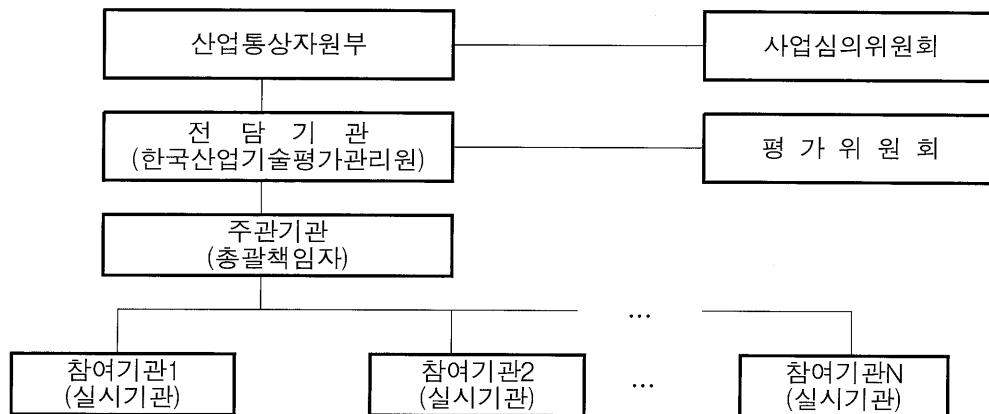 산업통상자원부
사업심의위원회
전 담 기 관
(한국산업기술평가관리원)
평 가 위 원 회
주관기관
(총괄책임자)
...
참여기관1
(실시기관)
참여기관2
(실시기관)
...
참여기관N
(실시기관)